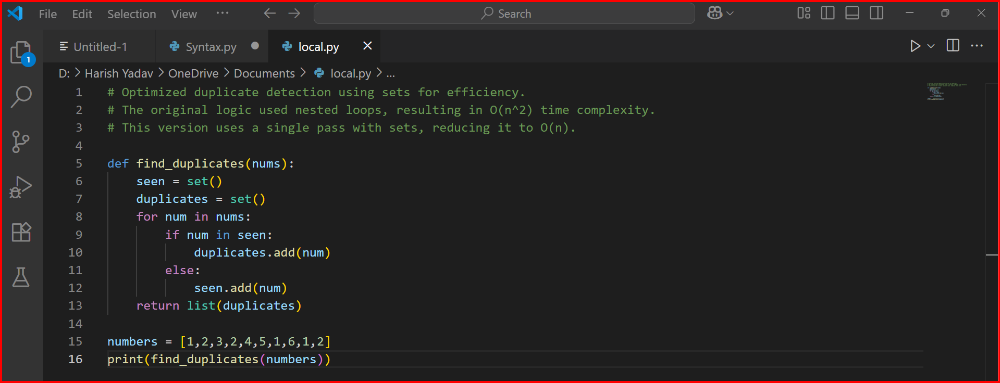 File Edit Selection View ··· Search
Untitled-1 Syntax.py local.py
D: > Harish Yadav > OneDrive > Documents > local.py > ...
1
1 # Optimized duplicate detection using sets for efficiency.
2 # The original logic used nested loops, resulting in O(n^2) time complexity.
3 # This version uses a single pass with sets, reducing it to O(n).
4
5 def find_duplicates(nums):
6     seen = set()
7     duplicates = set()
8     for num in nums:
9         if num in seen:
10             duplicates.add(num)
11         else:
12             seen.add(num)
13     return list(duplicates)
14
15 numbers = [1,2,3,2,4,5,1,6,1,2]
16 print(find_duplicates(numbers))